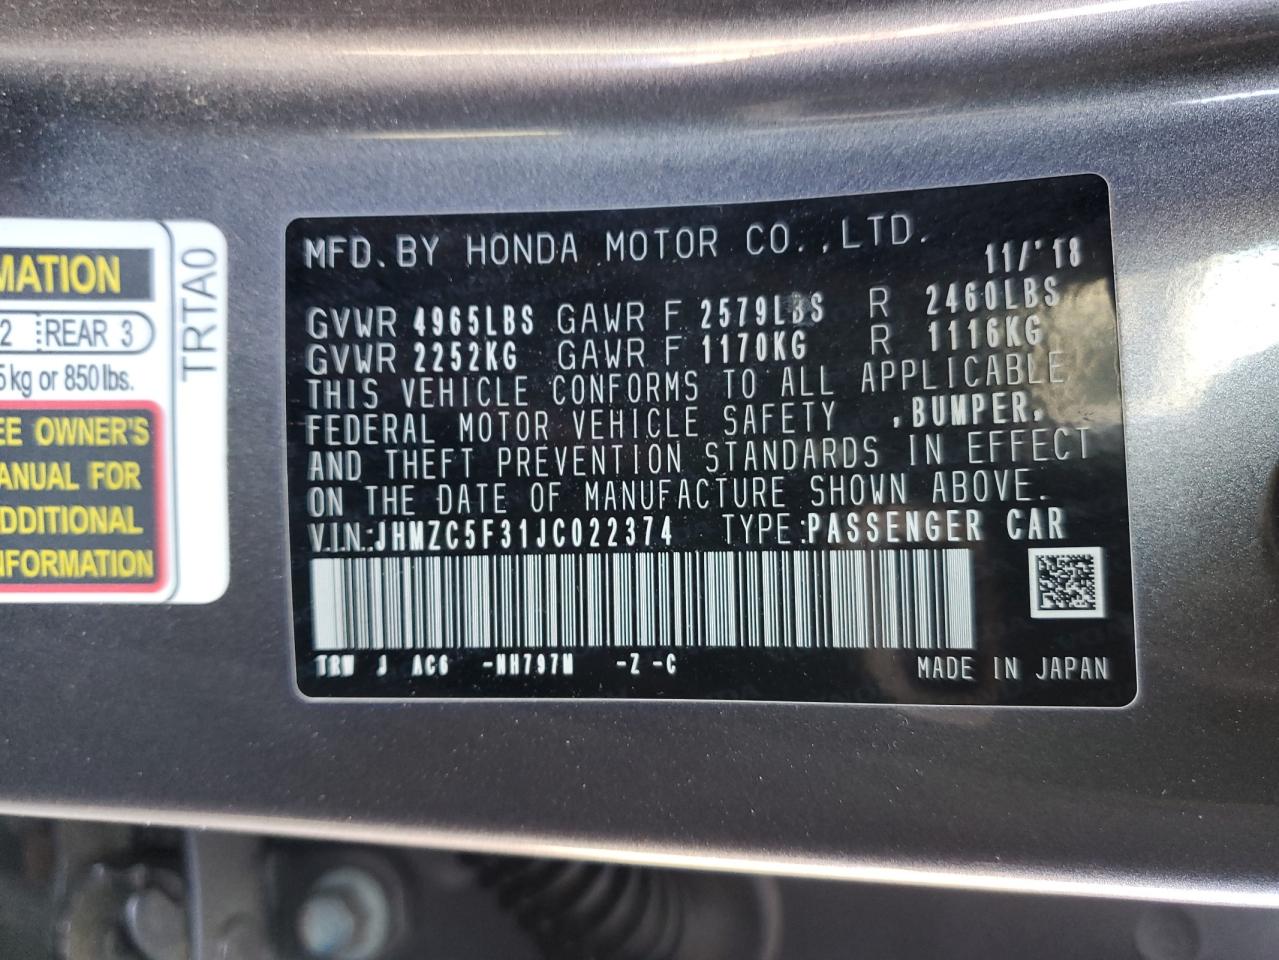 MATION
2 REAR 3
5kg or 850 lbs.
EE OWNER'S
ANUAL FOR
DDITIONAL
NFORMATION
TRTA0
MFD. BY HONDA MOTOR CO., LTD.
11/'18
GVWR 4965LBS GAWR F 2579LBS R 2460LBS
GVWR 2252KG GAWR F 1170KG R 1116KG
THIS VEHICLE CONFORMS TO ALL APPLICABLE
FEDERAL MOTOR VEHICLE SAFETY ,BUMPER,
AND THEFT PREVENTION STANDARDS IN EFFECT
ON THE DATE OF MANUFACTURE SHOWN ABOVE.
V.I.N.:JHMZC5F31JC022374 TYPE:PASSENGER CAR
TRW J AC6 -NH797M -Z -C
MADE IN JAPAN